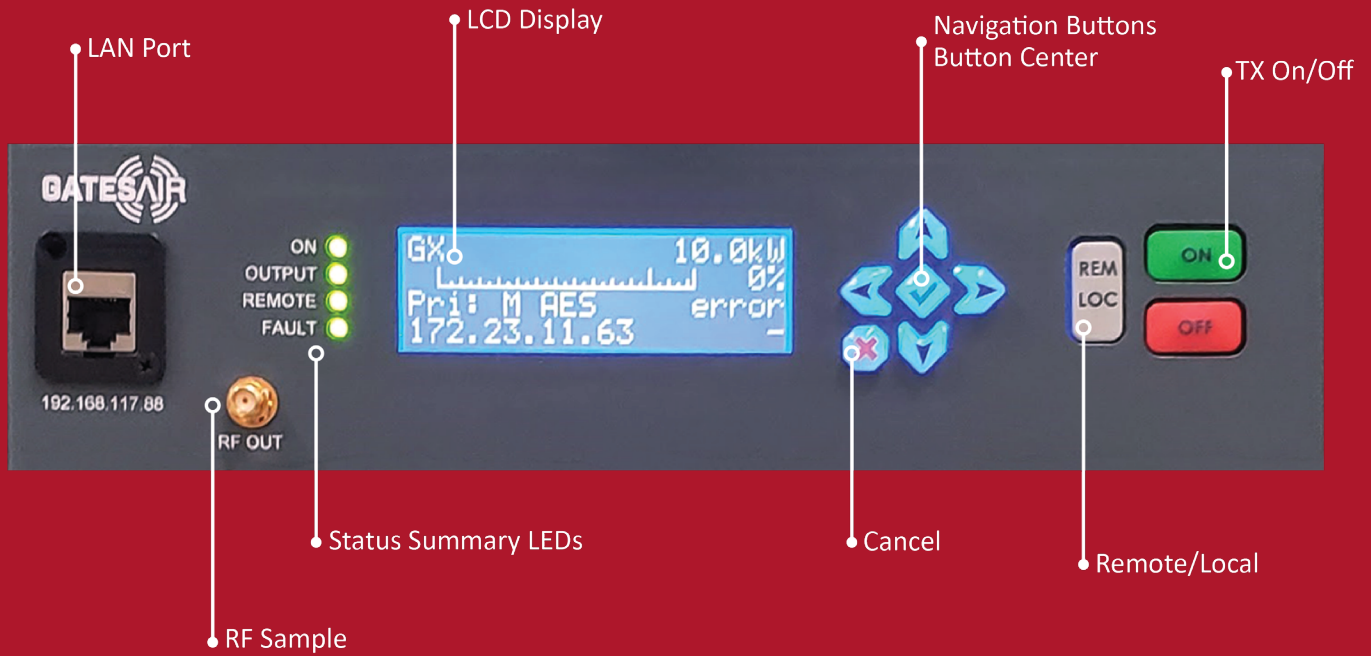 LCD Display
LAN Port
Navigation Buttons
Button Center
TX On/Off
GATESAIR
ON
OUTPUT
REMOTE
FAULT
GX 10.0kW
0%
Pri: M AES error
172.23.11.63
REM
LOC
ON
OFF
192.168.117.88
RF OUT
Status Summary LEDs
Cancel
Remote/Local
RF Sample